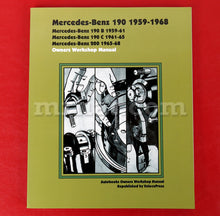 Mercedes-Benz 190 1959-1968
Mercedes-Benz 190 B 1959-61
Mercedes-Benz 190 C 1961-65
Mercedes-Benz 200 1965-68
Owners Workshop Manual
Autobooks Owners Workshop Manual
Republished by VelocePress